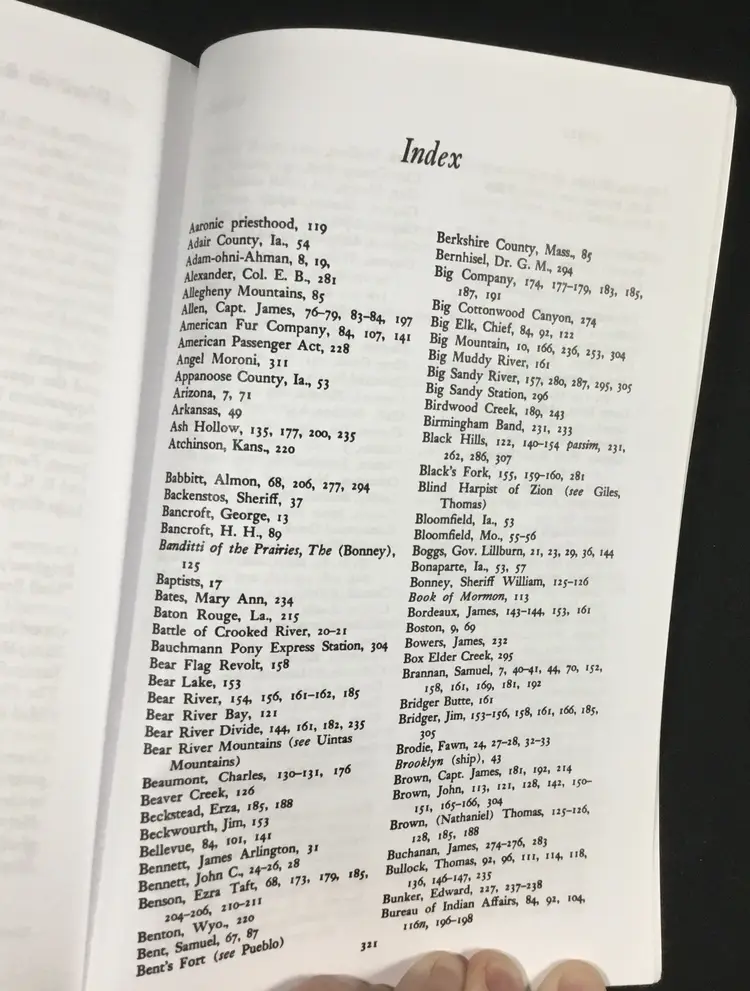 Index
Aaronic priesthood, 119
Adair County, Ia., 54
Adam-ohni-Ahman, 8, 19,
Alexander, Col. E. B., 281
Allegheny Mountains, 85
Allen, Capt. James, 76–79, 83–84, 197
American Fur Company, 84, 107, 141
American Passenger Act, 228
Angel Moroni, 311
Appanoose County, Ia., 53
Arizona, 7, 71
Arkansas, 49
Ash Hollow, 135, 177, 200, 235
Atchinson, Kans., 220
Babbitt, Almon, 68, 206, 277, 294
Backenstos, Sheriff, 37
Bancroft, George, 13
Bancroft, H. H., 89
Banditti of the Prairies, The (Bonney),
125
Baptists, 17
Bates, Mary Ann, 234
Baton Rouge, La., 215
Battle of Crooked River, 20–21
Bauchmann Pony Express Station, 304
Bear Flag Revolt, 158
Bear Lake, 153
Bear River, 154, 156, 161–162, 185
Bear River Bay, 121
Bear River Divide, 144, 161, 182, 235
Bear River Mountains (see Uintas
Mountains)
Beaumont, Charles, 130–131, 176
Beaver Creek, 126
Beckstead, Erza, 185, 188
Beckwourth, Jim, 153
Bellevue, 84, 101, 141
Bennett, James Arlington, 31
Bennett, John C., 24–26, 28
Benson, Ezra Taft, 68, 173, 179, 185,
204–206, 210–211
Benton, Wyo., 220
Bent, Samuel, 67, 87
Bent's Fort (see Pueblo)
Berkshire County, Mass., 85
Bernhisel, Dr. G. M., 294
Big Company, 174, 177–179, 183, 185,
187, 191
Big Cottonwood Canyon, 274
Big Elk, Chief, 84, 92, 122
Big Mountain, 10, 166, 236, 253, 304
Big Muddy River, 161
Big Sandy River, 157, 280, 287, 295, 305
Big Sandy Station, 296
Birdwood Creek, 189, 243
Birmingham Band, 231, 233
Black Hills, 122, 140–154 passim, 231,
262, 286, 307
Black's Fork, 155, 159–160, 281
Blind Harpist of Zion (see Giles,
Thomas)
Bloomfield, Ia., 53
Bloomfield, Mo., 55–56
Boggs, Gov. Lillburn, 21, 23, 29, 36, 144
Bonaparte, Ia., 53, 57
Bonney, Sheriff William, 125–126
Book of Mormon, 113
Bordeaux, James, 143–144, 153, 161
Boston, 9, 69
Bowers, James, 232
Box Elder Creek, 295
Brannan, Samuel, 7, 40–41, 44, 70, 152,
158, 161, 169, 181, 192
Bridger Butte, 161
Bridger, Jim, 153–156, 158, 161, 166, 185,
305
Brodie, Fawn, 24, 27–28, 32–33
Brooklyn (ship), 43
Brown, Capt. James, 181, 192, 214
Brown, John, 113, 121, 128, 142, 150–
151, 165–166, 304
Brown, (Nathaniel) Thomas, 125–126,
128, 185, 188
Buchanan, James, 274–276, 283
Bullock, Thomas, 92, 96, 111, 114, 118,
136, 146–147, 235
Bunker, Edward, 227, 237–238
Bureau of Indian Affairs, 84, 92, 104,
116n, 196–198
321